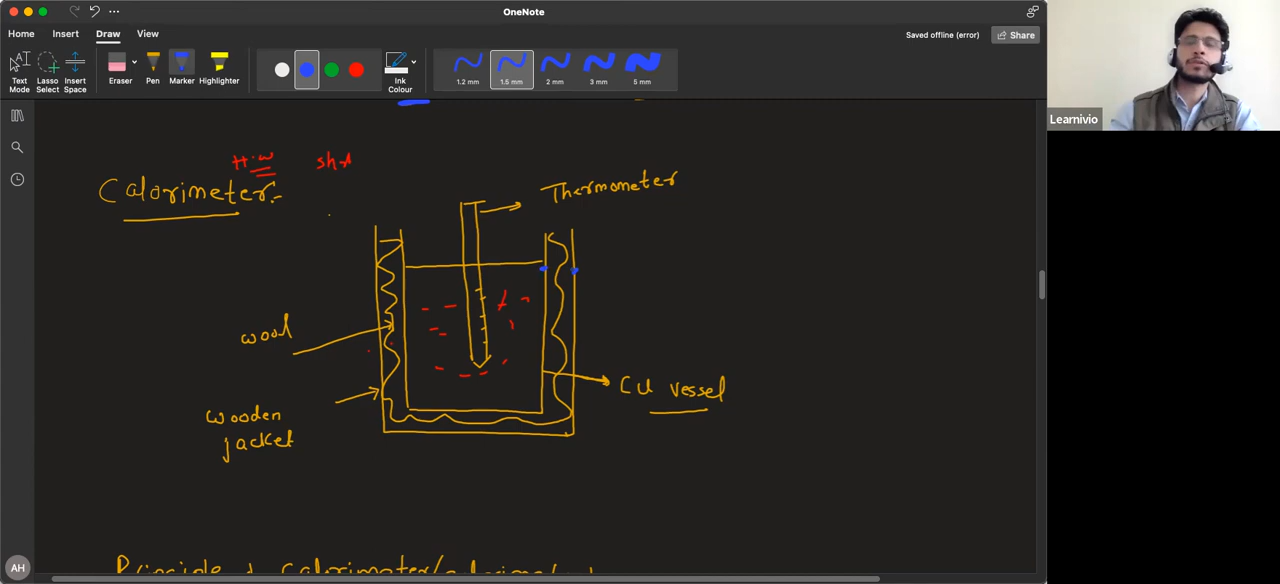 OneNote
Home Insert Draw View
Saved offline (error) Share
Text Mode
Lasso Select
Insert Space
Eraser
Pen
Marker
Highlighter
Ink Colour
1.2 mm
1.5 mm
2 mm
3 mm
5 mm
Learnivio
H.W
Calorimeter:-
Thermometer
wool
Cu vessel
wooden
jacket
AH